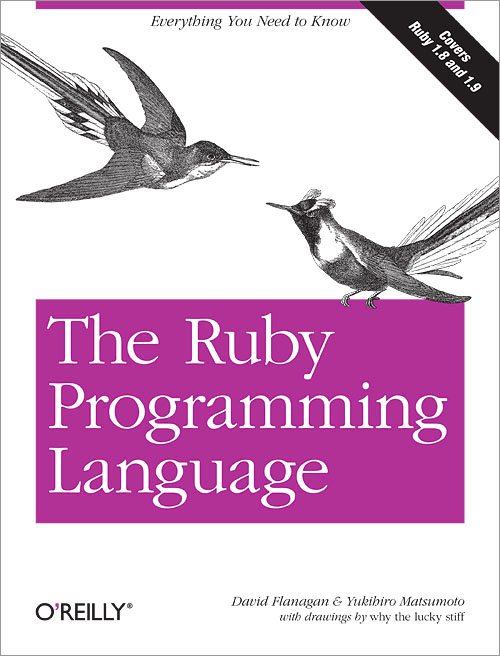 Everything You Need to Know
Covers
Ruby 1.8 and 1.9
The Ruby
Programming
Language
David Flanagan & Yukihiro Matsumoto
with drawings by why the lucky stiff
O'REILLY®